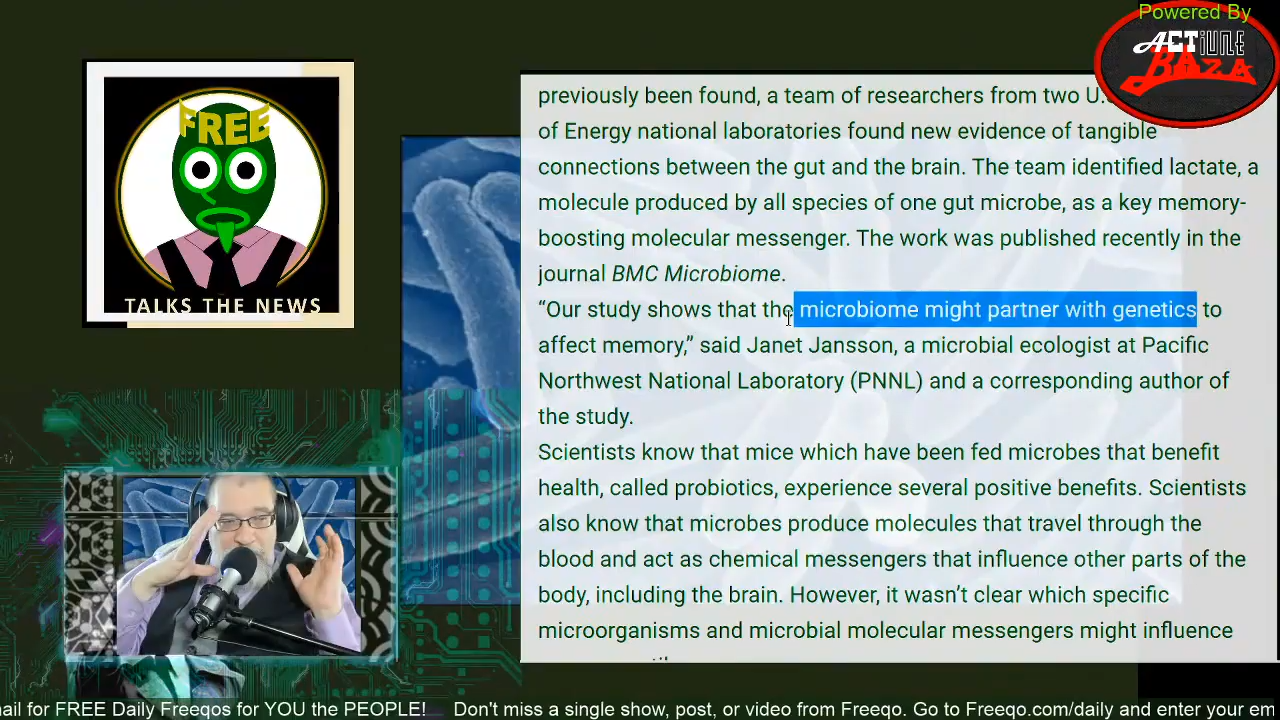 Powered By
ACTiUNE
BAZA
FREE
TALKS THE NEWS
previously been found, a team of researchers from two U.
of Energy national laboratories found new evidence of tangible
connections between the gut and the brain. The team identified lactate, a
molecule produced by all species of one gut microbe, as a key memory-
boosting molecular messenger. The work was published recently in the
journal BMC Microbiome.
“Our study shows that the microbiome might partner with genetics to
affect memory,” said Janet Jansson, a microbial ecologist at Pacific
Northwest National Laboratory (PNNL) and a corresponding author of
the study.
Scientists know that mice which have been fed microbes that benefit
health, called probiotics, experience several positive benefits. Scientists
also know that microbes produce molecules that travel through the
blood and act as chemical messengers that influence other parts of the
body, including the brain. However, it wasn’t clear which specific
microorganisms and microbial molecular messengers might influence
for FREE Daily Freeqos for YOU the PEOPLE! Don't miss a single show, post, or video from Freeqo. Go to Freeqo.com/daily and enter your em